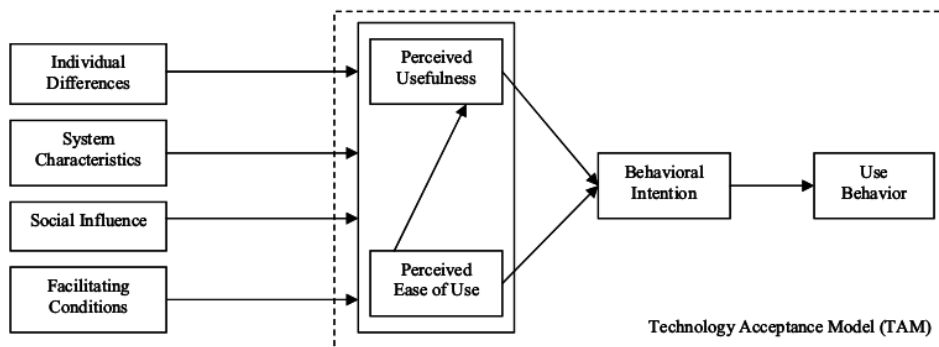 Individual
Differences
System
Characteristics
Social Influence
Facilitating
Conditions
Perceived
Usefulness
Perceived
Ease of Use
Behavioral
Intention
Use
Behavior
Technology Acceptance Model (TAM)